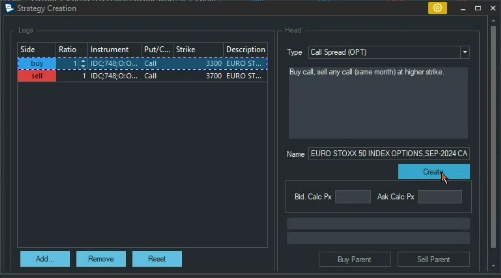 Strategy Creation
Legs
Side Ratio Instrument Put/C... Strike Description
buy 1 IDC;748;O:O... Call 3300 EURO ST...
sell 1 IDC;748;O:O... Call 3700 EURO ST...
Add... Remove Reset
Head
Type Call Spread (OPT)
Buy call, sell any call (same month) at higher strike.
Name EURO STOXX 50 INDEX OPTIONS,SEP-2024 CA
Create
Bid. Calc Px Ask Calc Px
Buy Parent Sell Parent